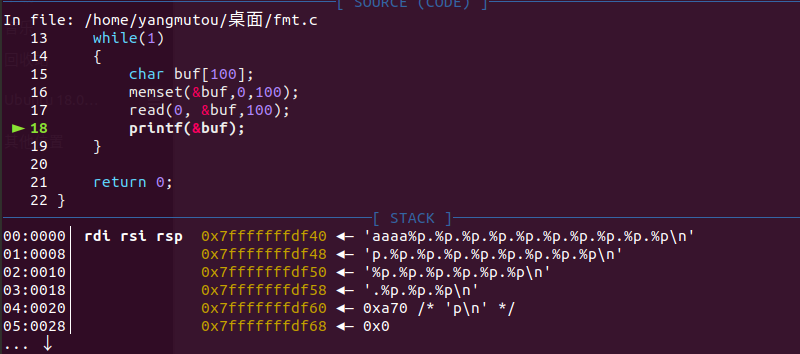 [ SOURCE (CODE) ]
In file: /home/yangmutou/桌面/fmt.c
13 while(1)
14 {
15 char buf[100];
16 memset(&buf,0,100);
17 read(0, &buf,100);
► 18 printf(&buf);
19 }
20
21 return 0;
22 }
[ STACK ]
00:0000│ rdi rsi rsp 0x7fffffffdf40 ◂— 'aaaa%p.%p.%p.%p.%p.%p.%p.%p.%p.%p\n'
01:0008│ 0x7fffffffdf48 ◂— 'p.%p.%p.%p.%p.%p.%p.%p.%p\n'
02:0010│ 0x7fffffffdf50 ◂— '%p.%p.%p.%p.%p.%p\n'
03:0018│ 0x7fffffffdf58 ◂— '.%p.%p.%p\n'
04:0020│ 0x7fffffffdf60 ◂— 0xa70 /* 'p\n' */
05:0028│ 0x7fffffffdf68 ◂— 0x0
... ↓